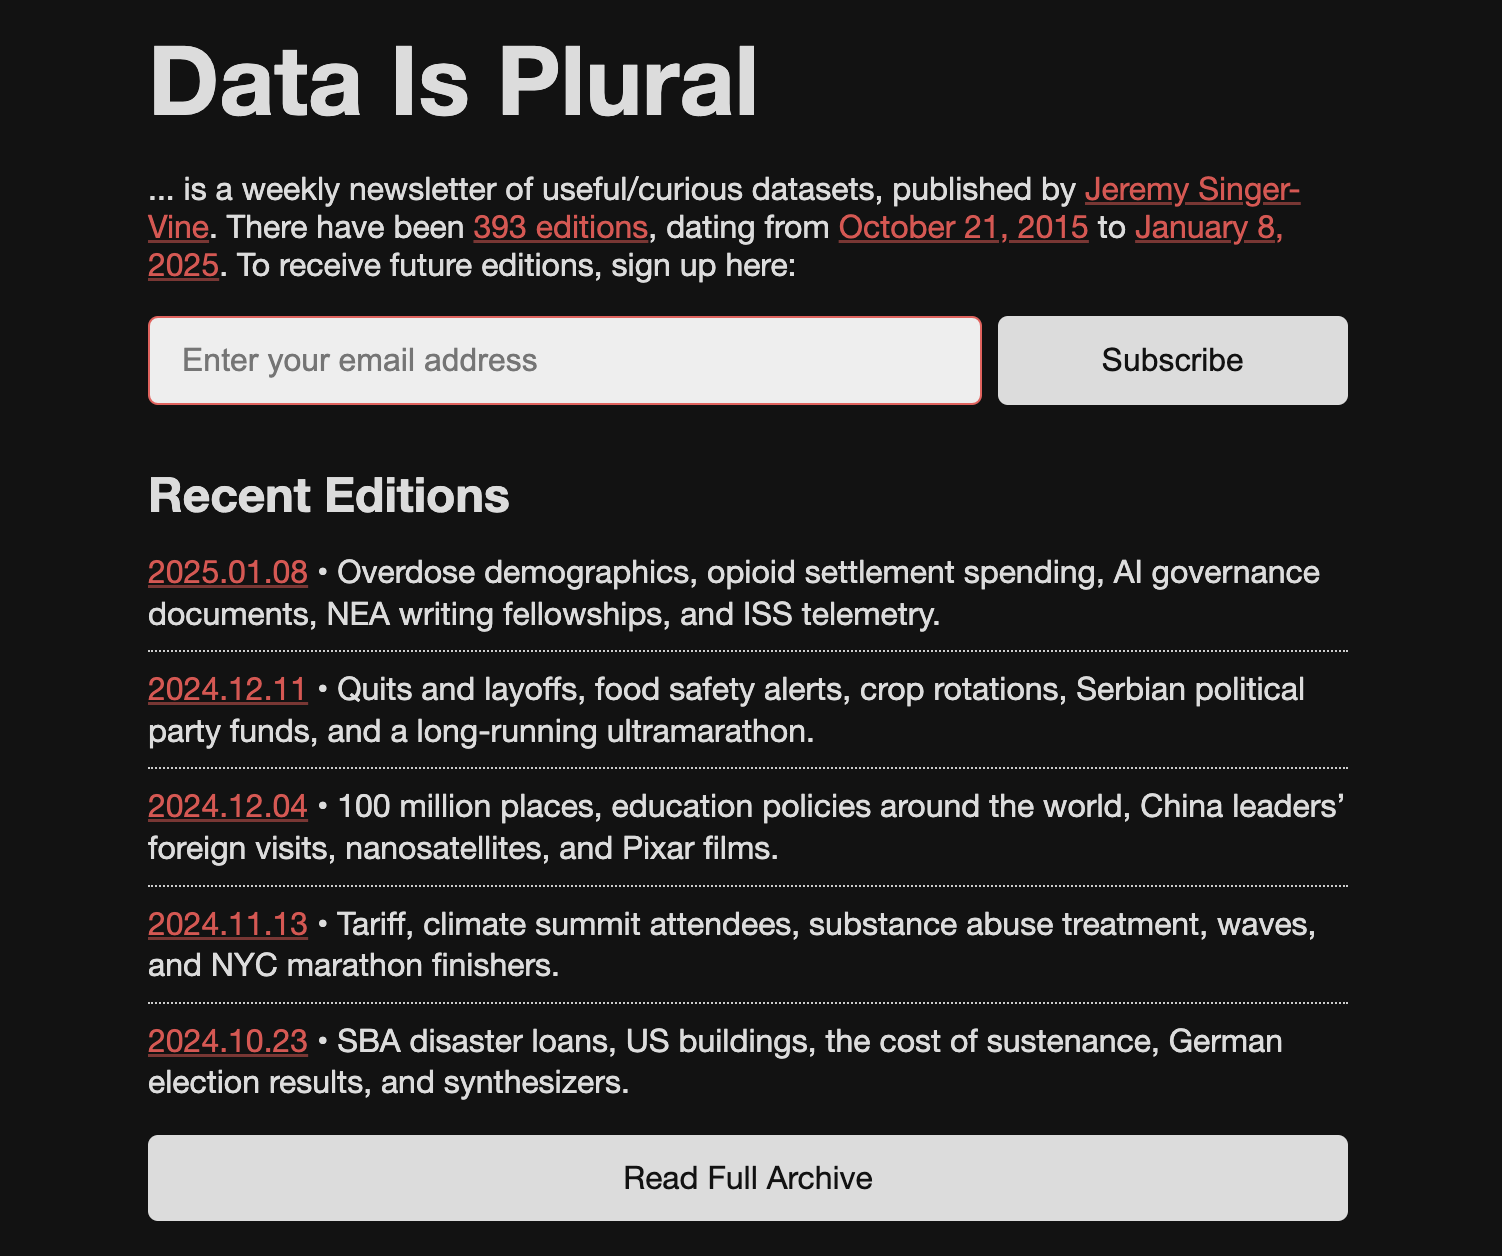 Data Is Plural
... is a weekly newsletter of useful/curious datasets, published by Jeremy Singer-
Vine. There have been 393 editions, dating from October 21, 2015 to January 8,
2025. To receive future editions, sign up here:
Enter your email address
Subscribe
Recent Editions
2025.01.08 • Overdose demographics, opioid settlement spending, AI governance
documents, NEA writing fellowships, and ISS telemetry.
2024.12.11 • Quits and layoffs, food safety alerts, crop rotations, Serbian political
party funds, and a long-running ultramarathon.
2024.12.04 • 100 million places, education policies around the world, China leaders’
foreign visits, nanosatellites, and Pixar films.
2024.11.13 • Tariff, climate summit attendees, substance abuse treatment, waves,
and NYC marathon finishers.
2024.10.23 • SBA disaster loans, US buildings, the cost of sustenance, German
election results, and synthesizers.
Read Full Archive